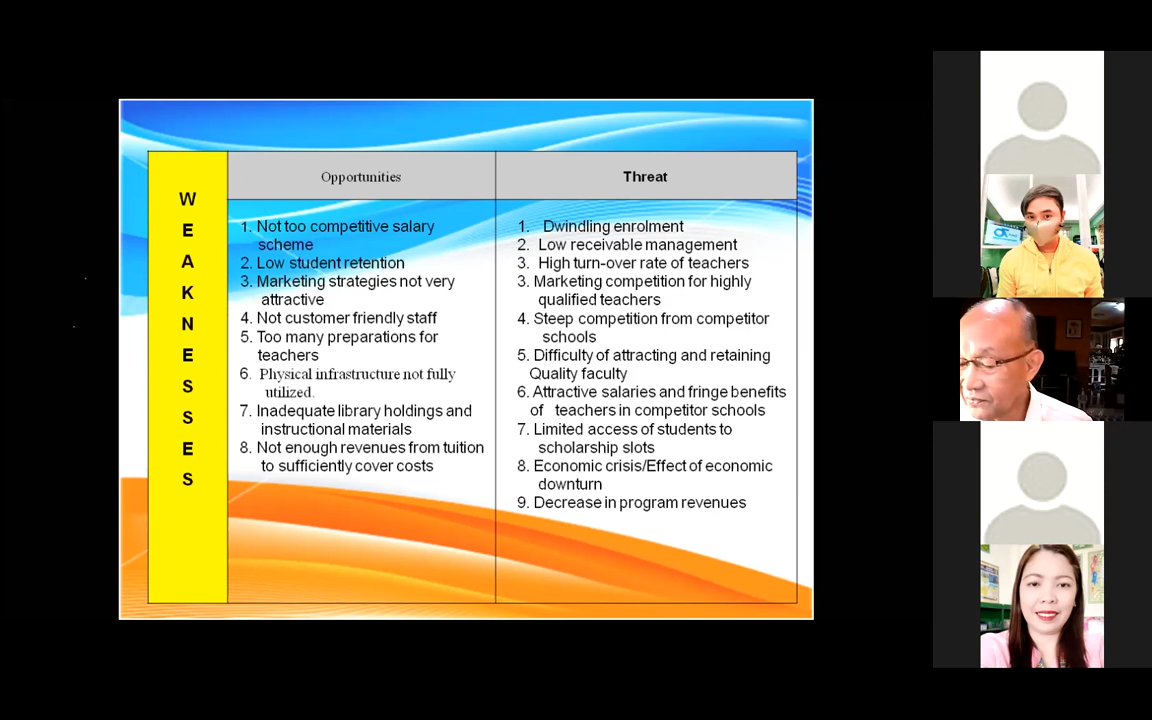 W
E
A
K
N
E
S
S
E
S
Opportunities
1. Not too competitive salary
scheme
2. Low student retention
3. Marketing strategies not very
attractive
4. Not customer friendly staff
5. Too many preparations for
teachers
6. Physical infrastructure not fully
utilized.
7. Inadequate library holdings and
instructional materials
8. Not enough revenues from tuition
to sufficiently cover costs
Threat
1. Dwindling enrolment
2. Low receivable management
3. High turn-over rate of teachers
3. Marketing competition for highly
qualified teachers
4. Steep competition from competitor
schools
5. Difficulty of attracting and retaining
Quality faculty
6. Attractive salaries and fringe benefits
of teachers in competitor schools
7. Limited access of students to
scholarship slots
8. Economic crisis/Effect of economic
downturn
9. Decrease in program revenues